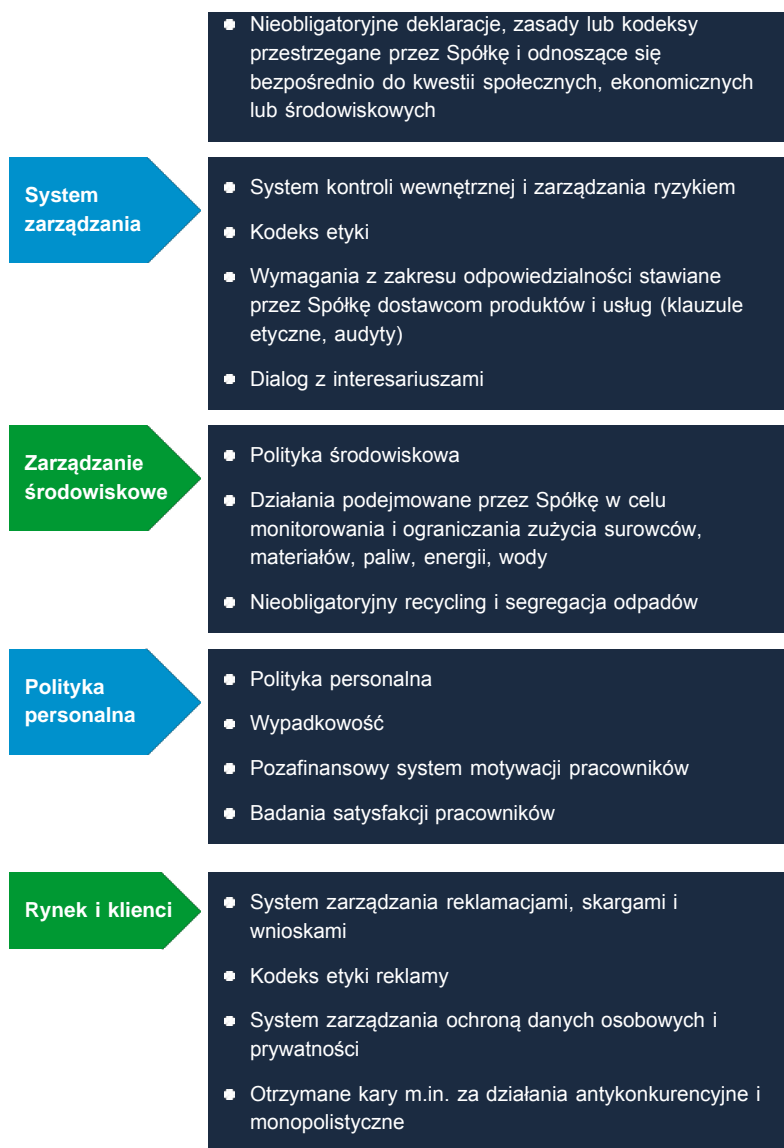 Nieobligatoryjne deklaracje, zasady lub kodeksy
przestrzegane przez Spółkę i odnoszące się
bezpośrednio do kwestii społecznych, ekonomicznych
lub środowiskowych
System
zarządzania
System kontroli wewnętrznej i zarządzania ryzykiem
Kodeks etyki
Wymagania z zakresu odpowiedzialności stawiane
przez Spółkę dostawcom produktów i usług (klauzule
etyczne, audyty)
Dialog z interesariuszami
Zarządzanie
środowiskowe
Polityka środowiskowa
Działania podejmowane przez Spółkę w celu
monitorowania i ograniczania zużycia surowców,
materiałów, paliw, energii, wody
Nieobligatoryjny recycling i segregacja odpadów
Polityka
personalna
Polityka personalna
Wypadkowość
Pozafinansowy system motywacji pracowników
Badania satysfakcji pracowników
Rynek i klienci
System zarządzania reklamacjami, skargami i
wnioskami
Kodeks etyki reklamy
System zarządzania ochroną danych osobowych i
prywatności
Otrzymane kary m.in. za działania antykonkurencyjne i
monopolistyczne